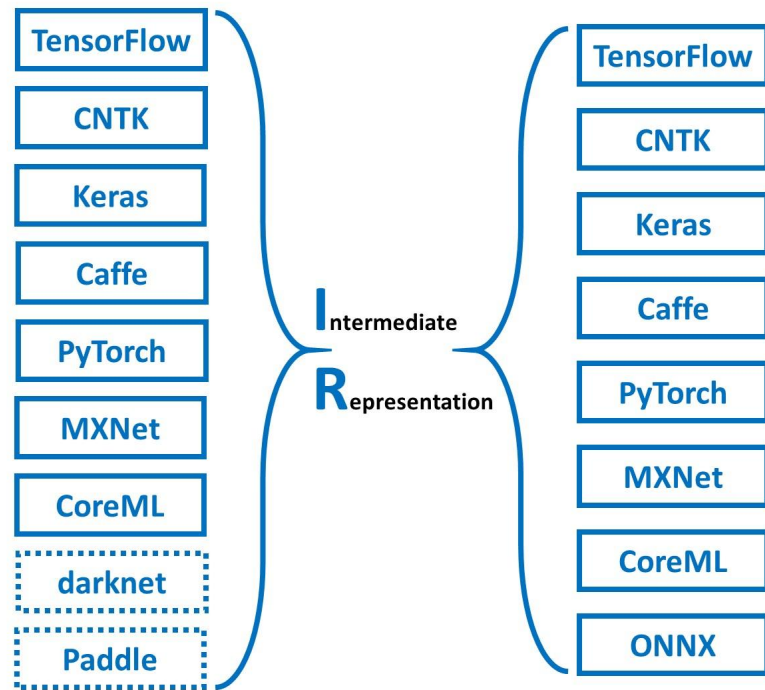 TensorFlow
CNTK
Keras
Caffe
PyTorch
MXNet
CoreML
darknet
Paddle
Intermediate
Representation
TensorFlow
CNTK
Keras
Caffe
PyTorch
MXNet
CoreML
ONNX